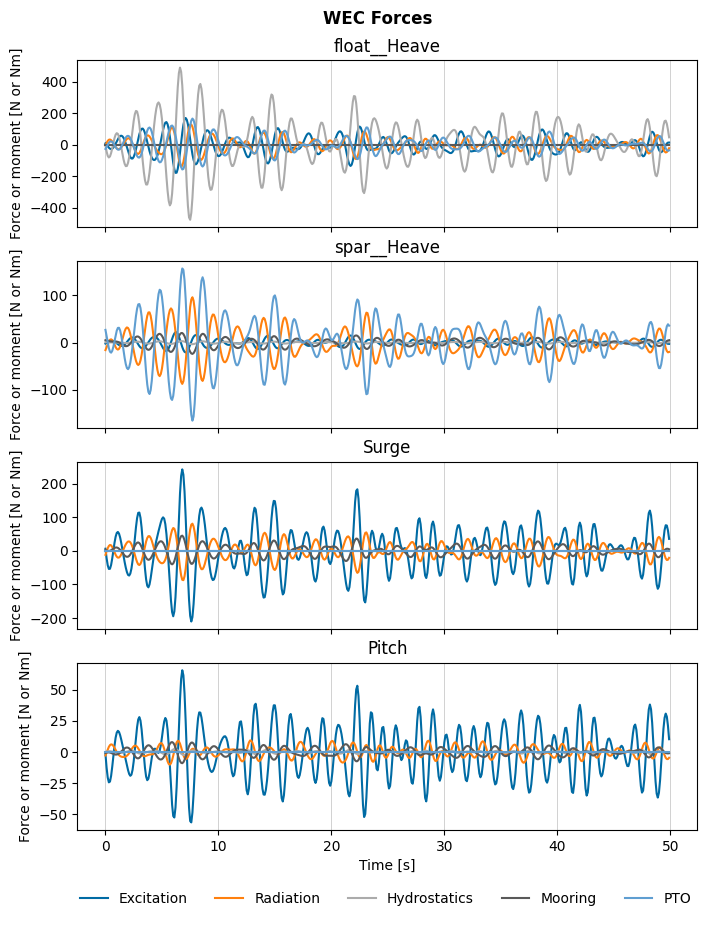 WEC Forces
float__Heave
Force or moment [N or Nm]
400
200
0
−200
−400
spar__Heave
Force or moment [N or Nm]
100
0
−100
Surge
Force or moment [N or Nm]
200
100
0
−100
−200
Pitch
Force or moment [N or Nm]
50
25
0
−25
−50
0 10 20 30 40 50
Time [s]
Excitation Radiation Hydrostatics Mooring PTO